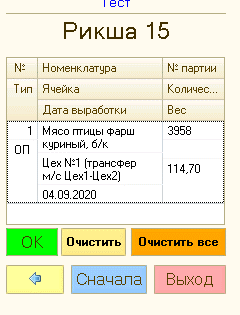 Тест
Рикша 15
№ Номенклатура № партии
Тип Ячейка Количес...
Дата выработки Вес
1 Мясо птицы фарш 3958
ОП куриный, б/к
Цех №1 (трансфер 114,70
м/с Цех1-Цех2)
04.09.2020
OK Очистить Очистить все
Сначала Выход